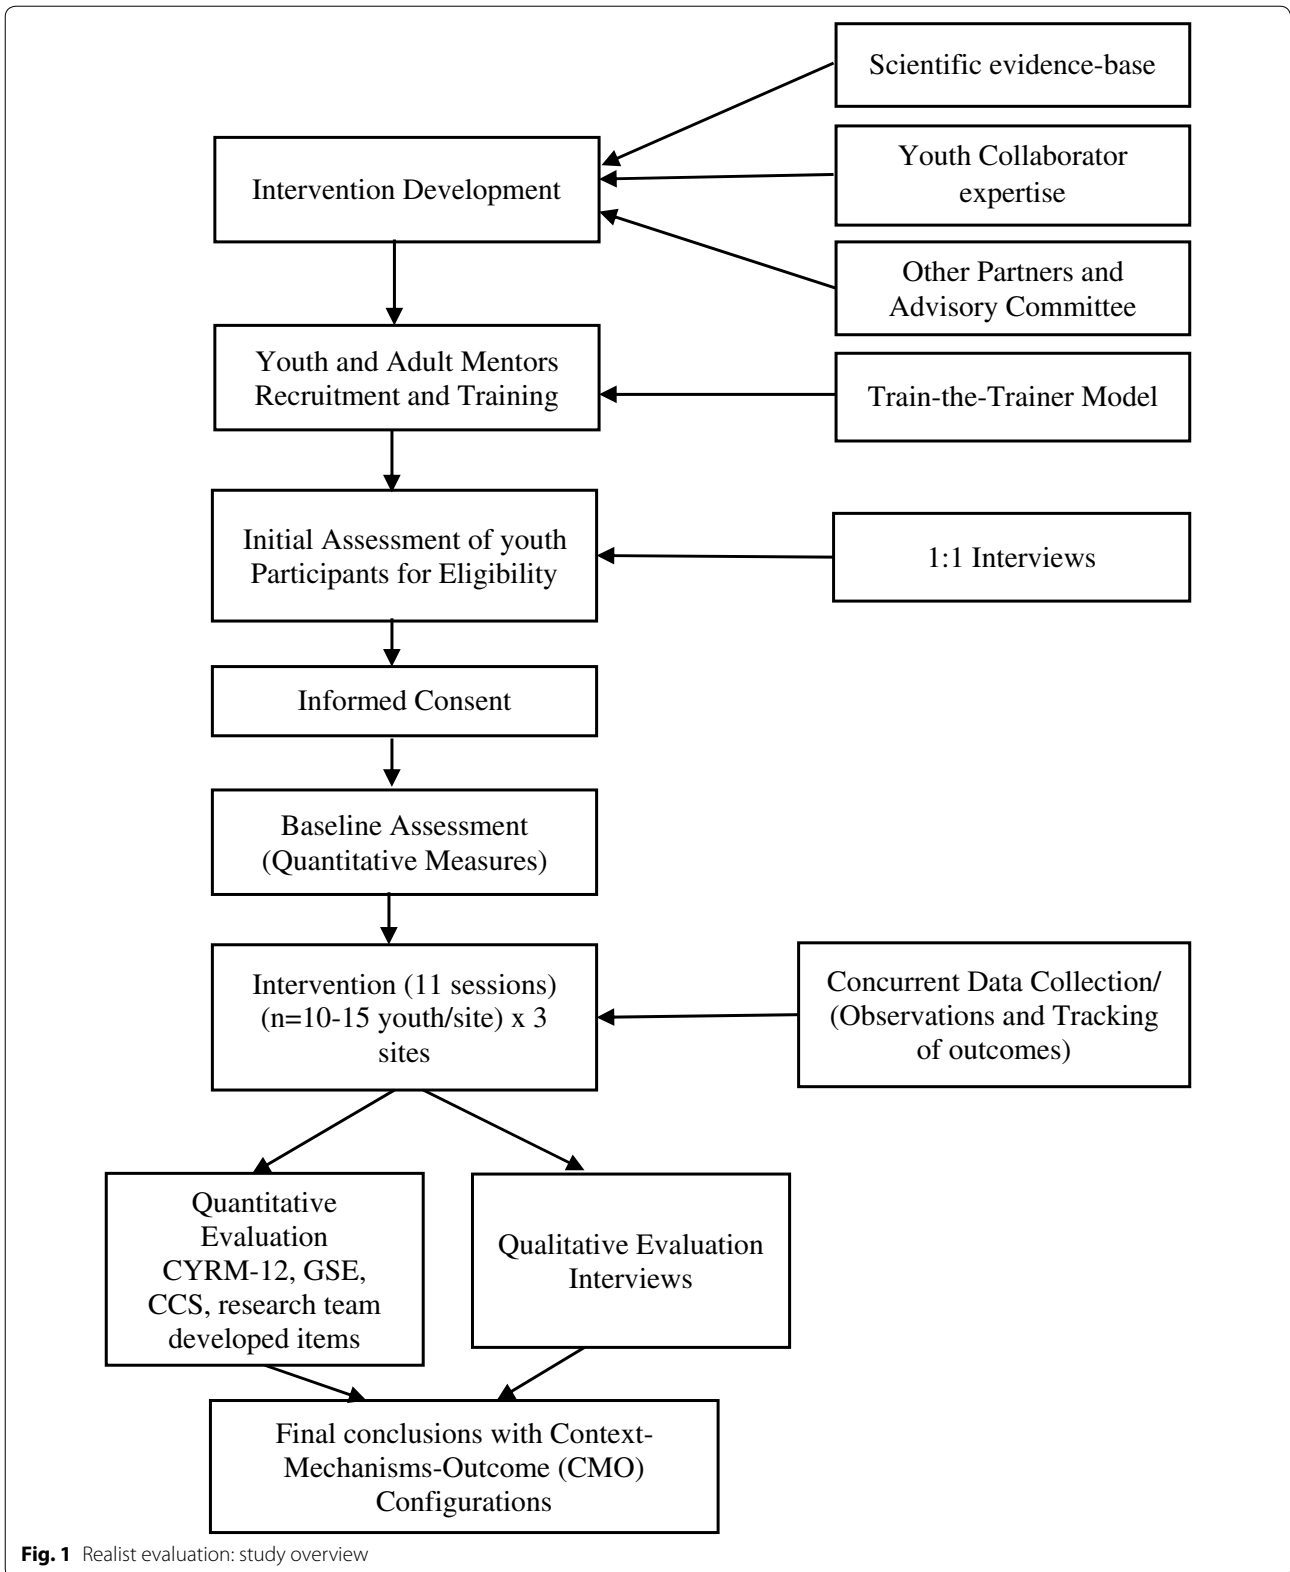 Scientific evidence-base
Youth Collaborator
expertise
Intervention Development
Other Partners and
Advisory Committee
Youth and Adult Mentors
Recruitment and Training
Train-the-Trainer Model
Initial Assessment of youth
Participants for Eligibility
1:1 Interviews
Informed Consent
Baseline Assessment
(Quantitative Measures)
Intervention (11 sessions)
(n=10-15 youth/site) x 3
sites
Concurrent Data Collection/
(Observations and Tracking
of outcomes)
Quantitative
Evaluation
CYRM-12, GSE,
CCS, research team
developed items
Qualitative Evaluation
Interviews
Final conclusions with Context-
Mechanisms-Outcome (CMO)
Configurations
Fig. 1 Realist evaluation: study overview